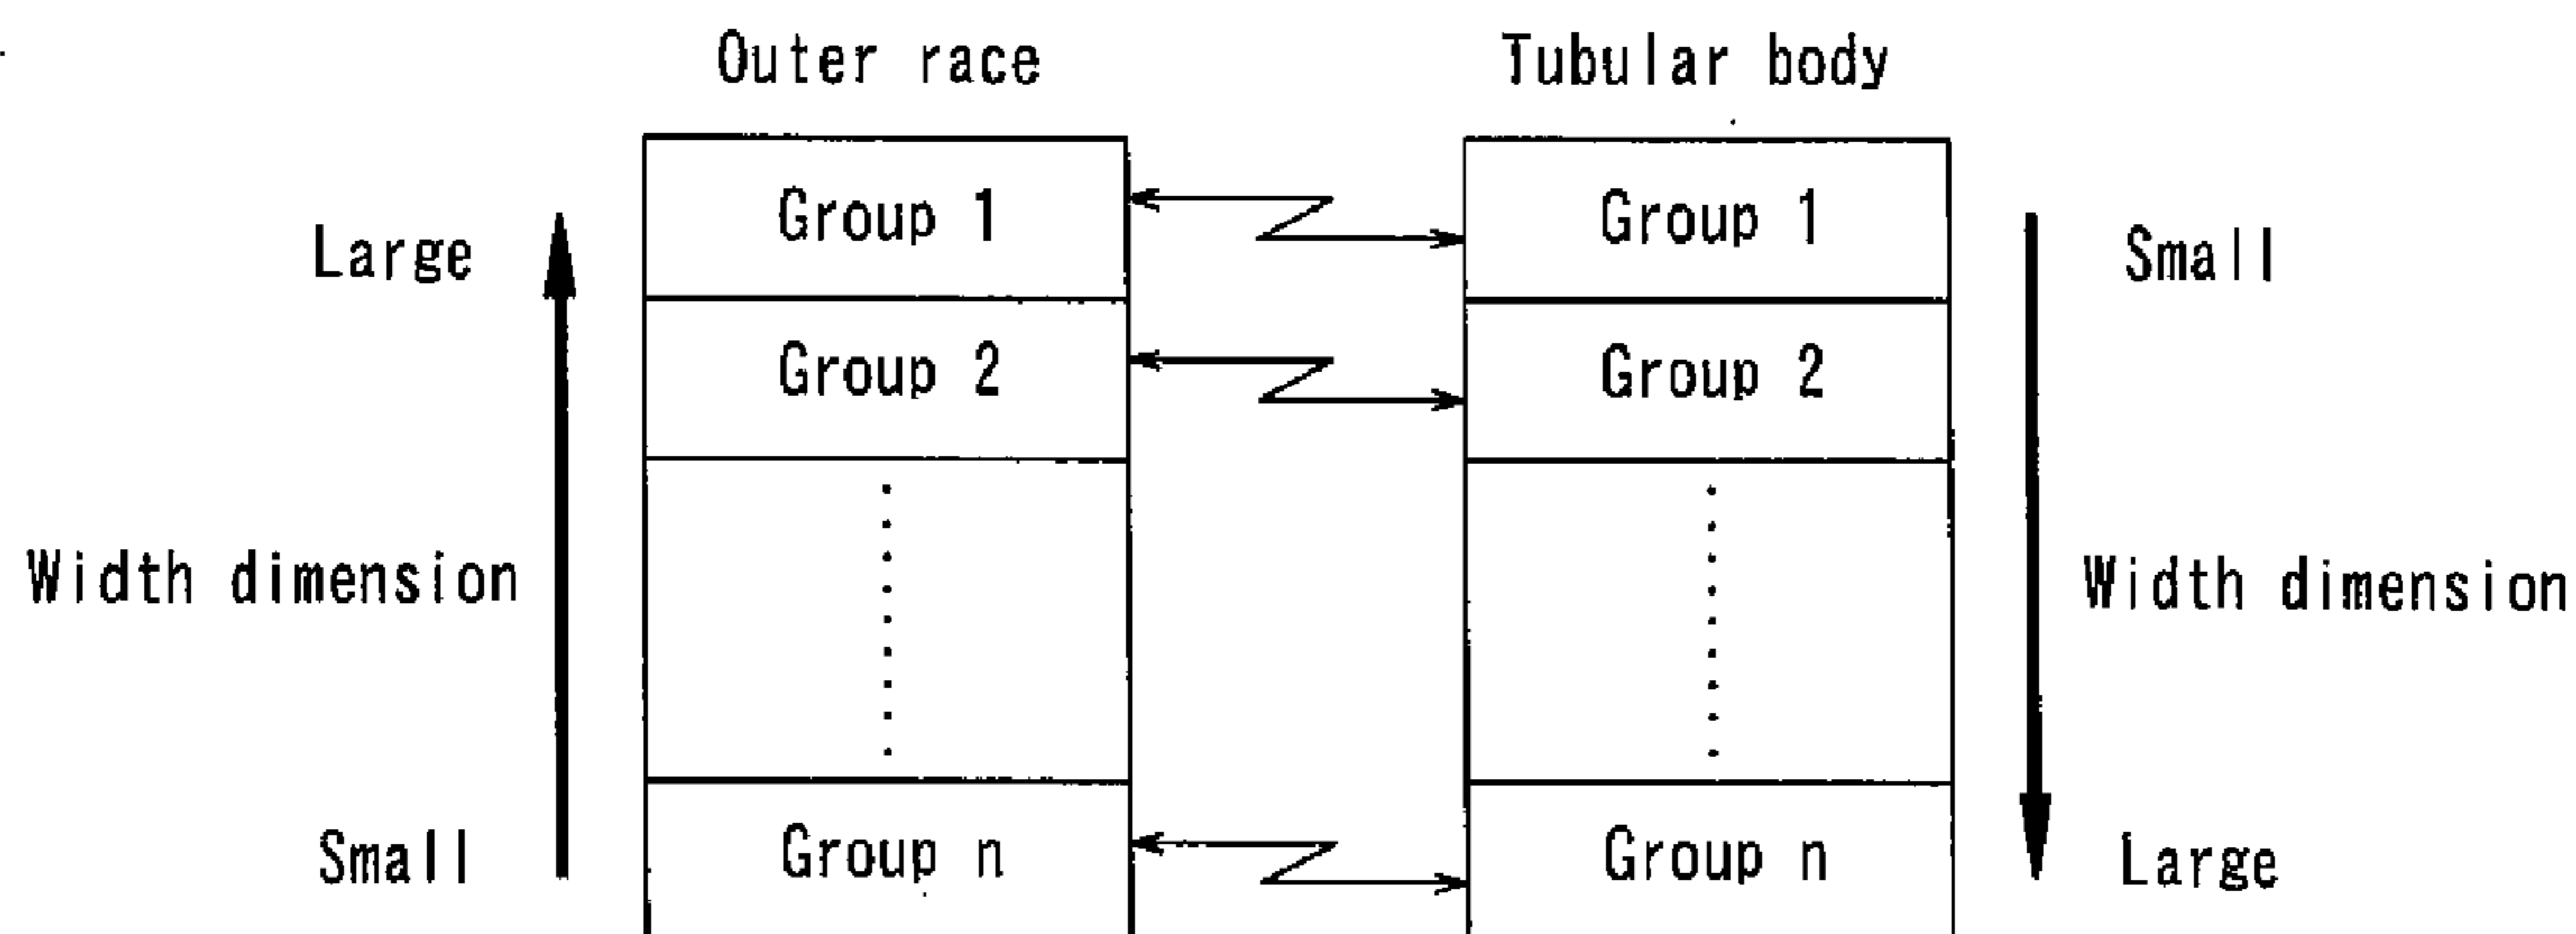 Outer race Tubular body
Group 1 Group 1
Large Small
Group 2 Group 2
Width dimension Width dimension
Small Group n Group n Large